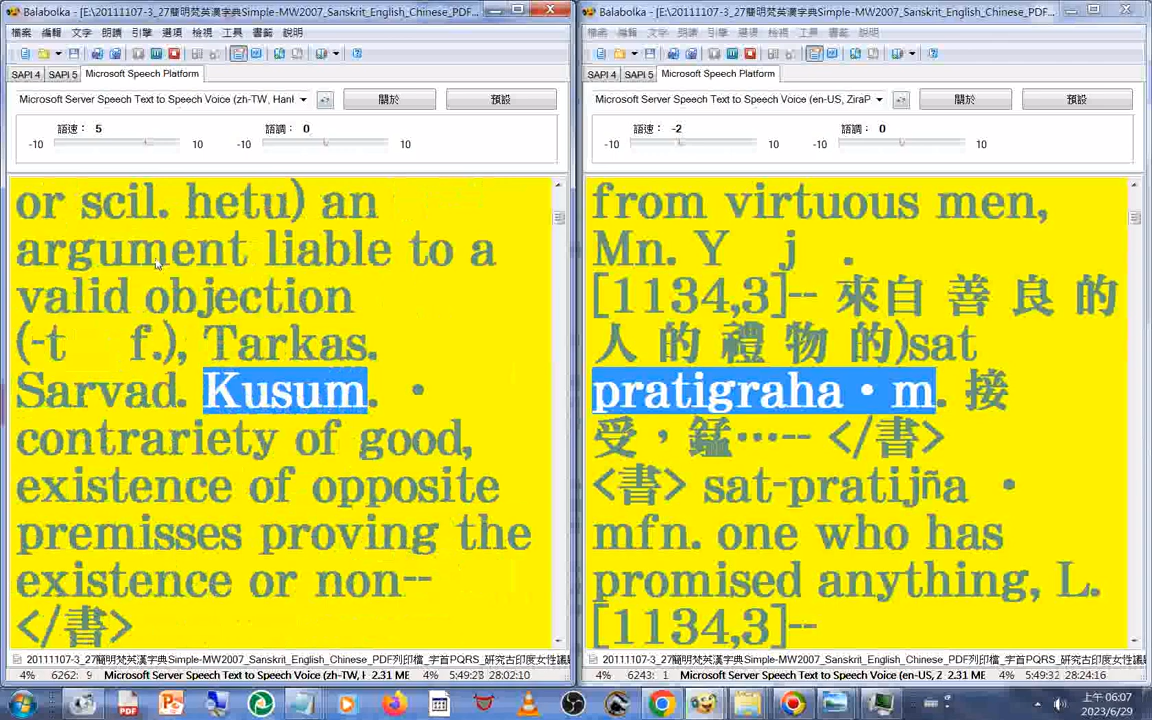 Balabolka - [E:\20111107-3_27簡明梵英漢字典Simple-MW2007_Sanskrit_English_Chinese_PDF...
檔案 編輯 文字 朗讀 引擎 選項 檢視 工具 書籤 說明
SAPI 4 SAPI 5 Microsoft Speech Platform
Microsoft Server Speech Text to Speech Voice (zh-TW, Hanl
關於 預設
語速： 5 語調： 0
-10 10 -10 10
or scil. hetu) an
argument liable to a
valid objection
(-t f.), Tarkas.
Sarvad. Kusum. •
contrariety of good,
existence of opposite
premisses proving the
existence or non--
</書>
20111107-3_27簡明梵英漢字典Simple-MW2007_Sanskrit_English_Chinese_PDF列印檔_字首PQRS_研究古印度女性議
4% 6262: 9 Microsoft Server Speech Text to Speech Voice (zh-TW, H 2.31 ME 4% 5:49:28 28:02:10
Balabolka - [E:\20111107-3_27簡明梵英漢字典Simple-MW2007_Sanskrit_English_Chinese_PDF...
檔案 編輯 文字 朗讀 引擎 選項 檢視 工具 書籤 說明
SAPI 4 SAPI 5 Microsoft Speech Platform
Microsoft Server Speech Text to Speech Voice (en-US, ZiraP
關於 預設
語速： -2 語調： 0
-10 10 -10 10
from virtuous men,
Mn. Y j .
[1134,3]-- 來自 善 良 的
人 的 禮 物 的)sat
pratigraha•m. 接
受，錳…-- </書>
<書> sat-pratijña •
mfn. one who has
promised anything, L.
[1134,3]--
20111107-3_27簡明梵英漢字典Simple-MW2007_Sanskrit_English_Chinese_PDF列印檔_字首PQRS_研究古印度女性議
4% 6243: 1 Microsoft Server Speech Text to Speech Voice (en-US, Z 2.31 ME 4% 5:49:32 28:24:16
上午 06:07
2023/6/29